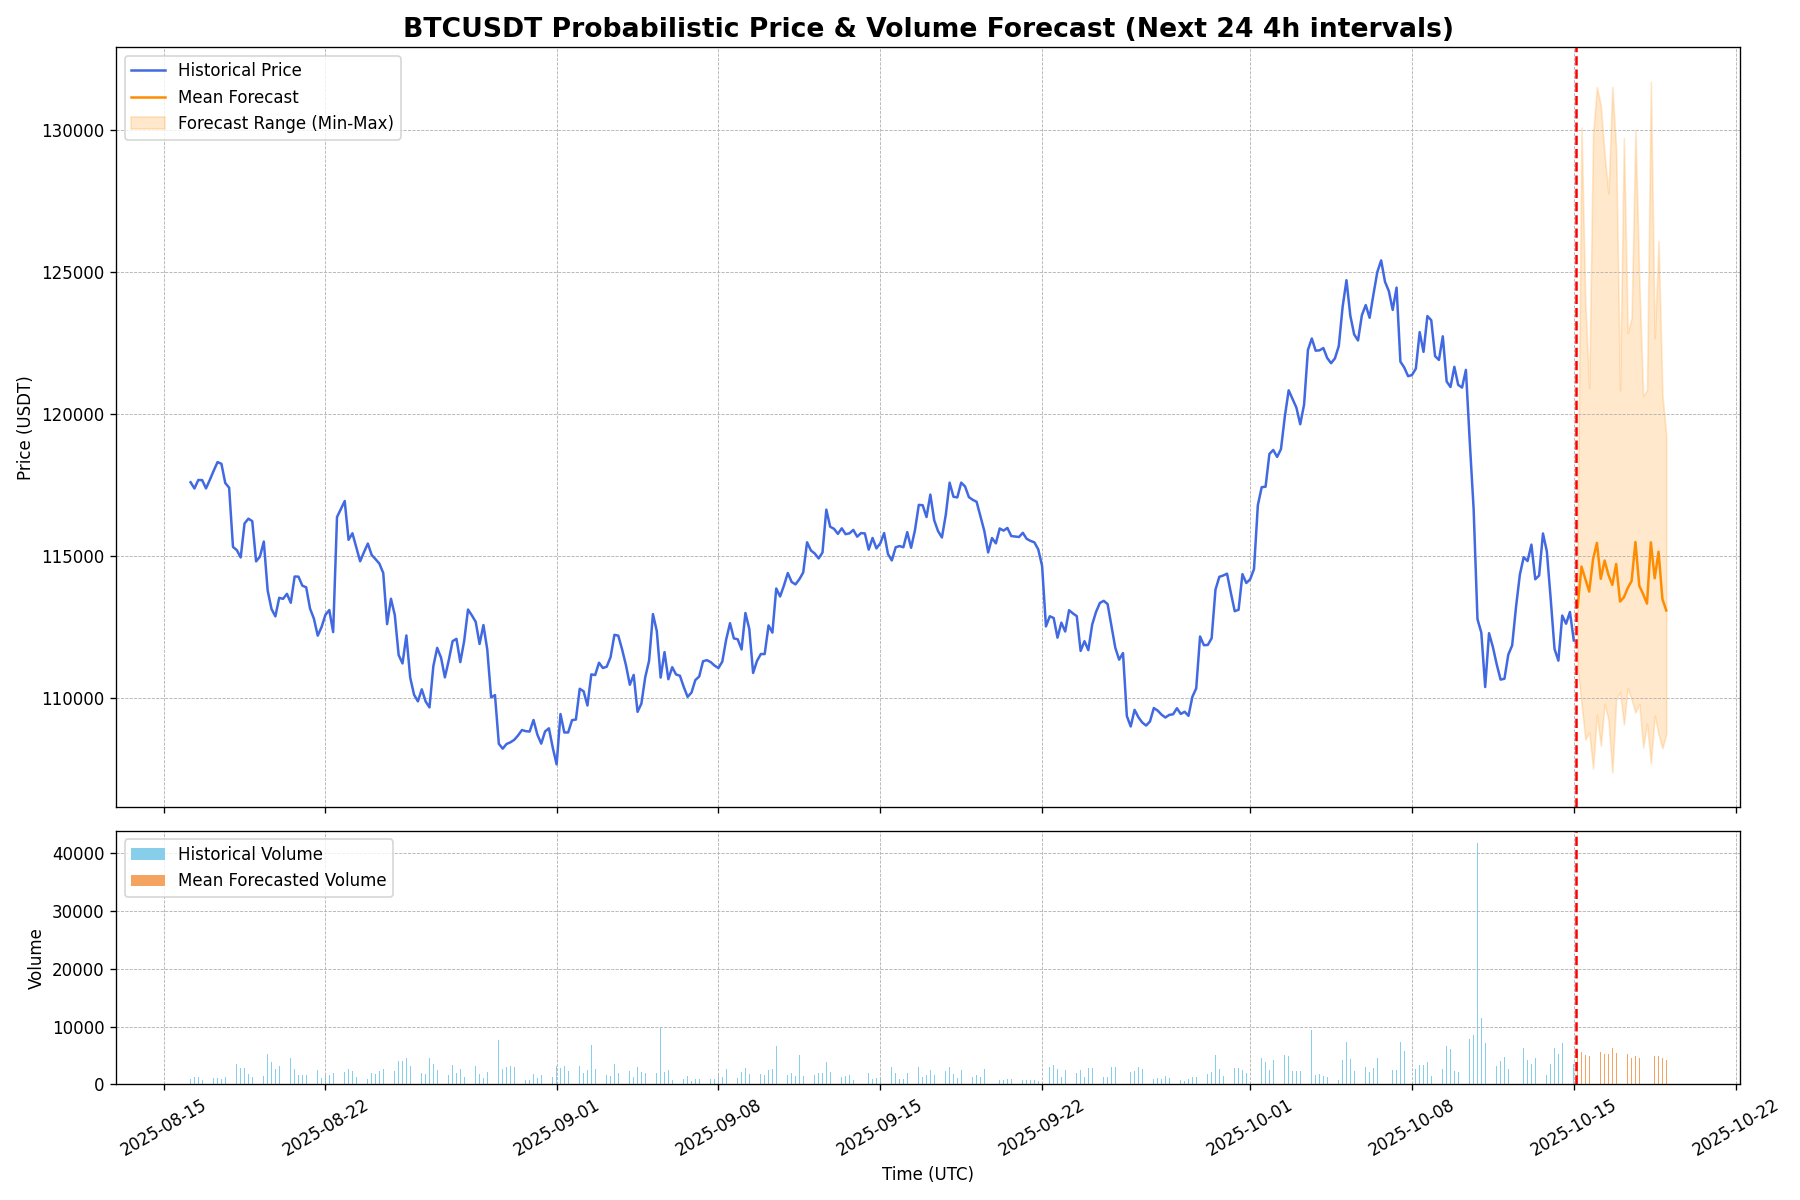 BTCUSDT Probabilistic Price & Volume Forecast (Next 24 4h intervals)
Historical Price
Mean Forecast
Forecast Range (Min-Max)
130000
125000
120000
115000
110000
Price (USDT)
Historical Volume
Mean Forecasted Volume
40000
30000
20000
10000
0
Volume
2025-08-15
2025-08-22
2025-09-01
2025-09-08
2025-09-15
2025-09-22
2025-10-01
2025-10-08
2025-10-15
2025-10-22
Time (UTC)